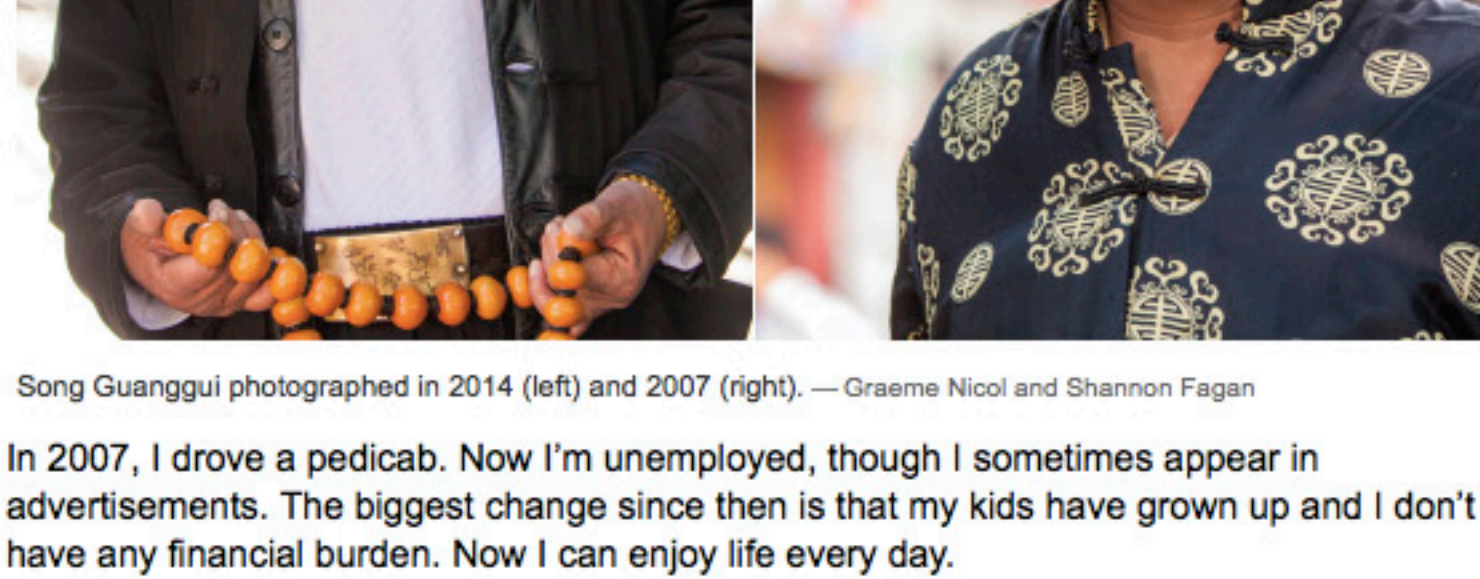 Song Guanggui photographed in 2014 (left) and 2007 (right). — Graeme Nicol and Shannon Fagan
In 2007, I drove a pedicab. Now I’m unemployed, though I sometimes appear in
advertisements. The biggest change since then is that my kids have grown up and I don’t
have any financial burden. Now I can enjoy life every day.